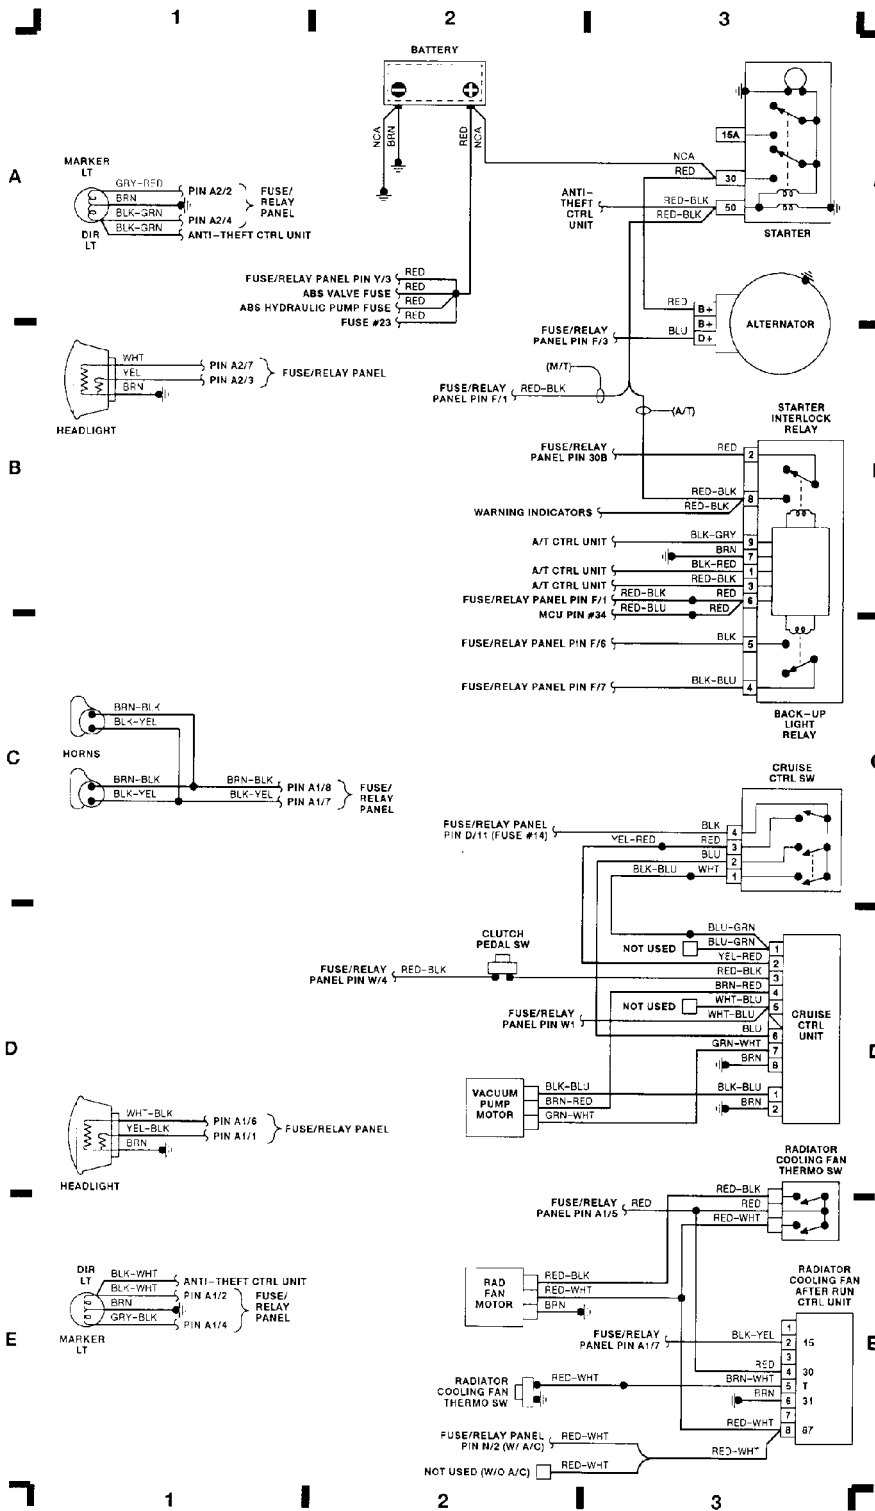 1 2 3
BATTERY
NCA
BRN
RED
NCA
15A
NCA
RED
30
ANTI-
THEFT
CTRL
UNIT
RED-BLK
RED-BLK
50
STARTER
A
MARKER
LT
GRY-RED
PIN A2/2
BRN
BLK-GRN
PIN A2/4
BLK-GRN
ANTI-THEFT CTRL UNIT
FUSE/
RELAY
PANEL
DIR
LT
FUSE/RELAY PANEL PIN Y/3
RED
ABS VALVE FUSE
RED
ABS HYDRAULIC PUMP FUSE
RED
FUSE #23
RED
RED
B+
B+
FUSE/RELAY
PANEL PIN F/3
BLU
D+
ALTERNATOR
WHT
PIN A2/7
YEL
PIN A2/3
BRN
FUSE/RELAY PANEL
HEADLIGHT
(M/T)
FUSE/RELAY
PANEL PIN F/1
RED-BLK
(A/T)
STARTER
INTERLOCK
RELAY
B
FUSE/RELAY
PANEL PIN 30B
RED
2
RED-BLK
8
WARNING INDICATORS
RED-BLK
A/T CTRL UNIT
BLK-GRY
9
BRN
7
A/T CTRL UNIT
BLK-RED
1
A/T CTRL UNIT
RED-BLK
3
FUSE/RELAY PANEL PIN F/1
RED-BLK
RED
6
MCU PIN #34
RED-BLU
RED
FUSE/RELAY PANEL PIN F/6
BLK
5
FUSE/RELAY PANEL PIN F/7
BLK-BLU
4
BACK-UP
LIGHT
RELAY
BRN-BLK
BLK-YEL
HORNS
C
BRN-BLK
BRN-BLK
PIN A1/8
BLK-YEL
BLK-YEL
PIN A1/7
FUSE/
RELAY
PANEL
CRUISE
CTRL SW
FUSE/RELAY PANEL
PIN D/11 (FUSE #14)
BLK
4
YEL-RED
RED
3
BLU
2
BLK-BLU
WHT
1
CLUTCH
PEDAL SW
FUSE/RELAY
PANEL PIN W/4
RED-BLK
BLU-GRN
1
NOT USED
BLU-GRN
YEL-RED
2
RED-BLK
3
BRN-RED
4
NOT USED
WHT-BLU
5
FUSE/RELAY
PANEL PIN W1
WHT-BLU
BLU
6
GRN-WHT
7
BRN
8
CRUISE
CTRL
UNIT
D
VACUUM
PUMP
MOTOR
BLK-BLU
BRN-RED
GRN-WHT
BLK-BLU
1
BRN
2
WHT-BLK
PIN A1/6
YEL-BLK
PIN A1/1
BRN
FUSE/RELAY PANEL
HEADLIGHT
RADIATOR
COOLING FAN
THERMO SW
RED-BLK
FUSE/RELAY
PANEL PIN A1/5
RED
RED
RED-WHT
DIR
LT
BLK-WHT
ANTI-THEFT CTRL UNIT
BLK-WHT
PIN A1/2
BRN
GRY-BLK
PIN A1/4
FUSE/
RELAY
PANEL
MARKER
LT
RAD
FAN
MOTOR
RED-BLK
RED-WHT
BRN
RADIATOR
COOLING FAN
AFTER RUN
CTRL UNIT
E
1
FUSE/RELAY
PANEL PIN A1/7
BLK-YEL
2 15
3
RED
4 30
RADIATOR
COOLING FAN
THERMO SW
RED-WHT
BRN-WHT
5 T
BRN
6 31
7
RED-WHT
8 87
FUSE/RELAY PANEL
PIN N/2 (W/ A/C)
RED-WHT
RED-WHT
NOT USED (W/O A/C)
RED-WHT
1 2 3